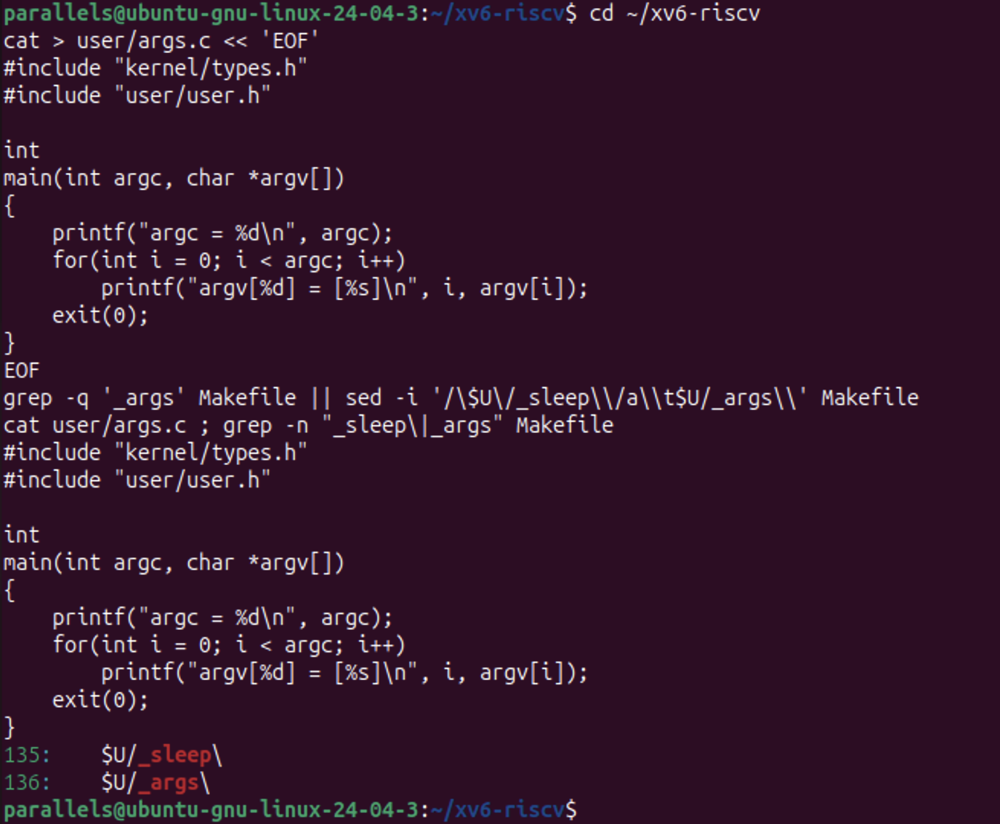 parallels@ubuntu-gnu-linux-24-04-3:~/xv6-riscv$ cd ~/xv6-riscv
cat > user/args.c << 'EOF'
#include "kernel/types.h"
#include "user/user.h"

int
main(int argc, char *argv[])
{
    printf("argc = %d\n", argc);
    for(int i = 0; i < argc; i++)
        printf("argv[%d] = [%s]\n", i, argv[i]);
    exit(0);
}
EOF
grep -q '_args' Makefile || sed -i '/\$U\/_sleep\\/a\\t$U/_args\\' Makefile
cat user/args.c ; grep -n "_sleep\|_args" Makefile
#include "kernel/types.h"
#include "user/user.h"

int
main(int argc, char *argv[])
{
    printf("argc = %d\n", argc);
    for(int i = 0; i < argc; i++)
        printf("argv[%d] = [%s]\n", i, argv[i]);
    exit(0);
}
135:    $U/_sleep\
136:    $U/_args\
parallels@ubuntu-gnu-linux-24-04-3:~/xv6-riscv$